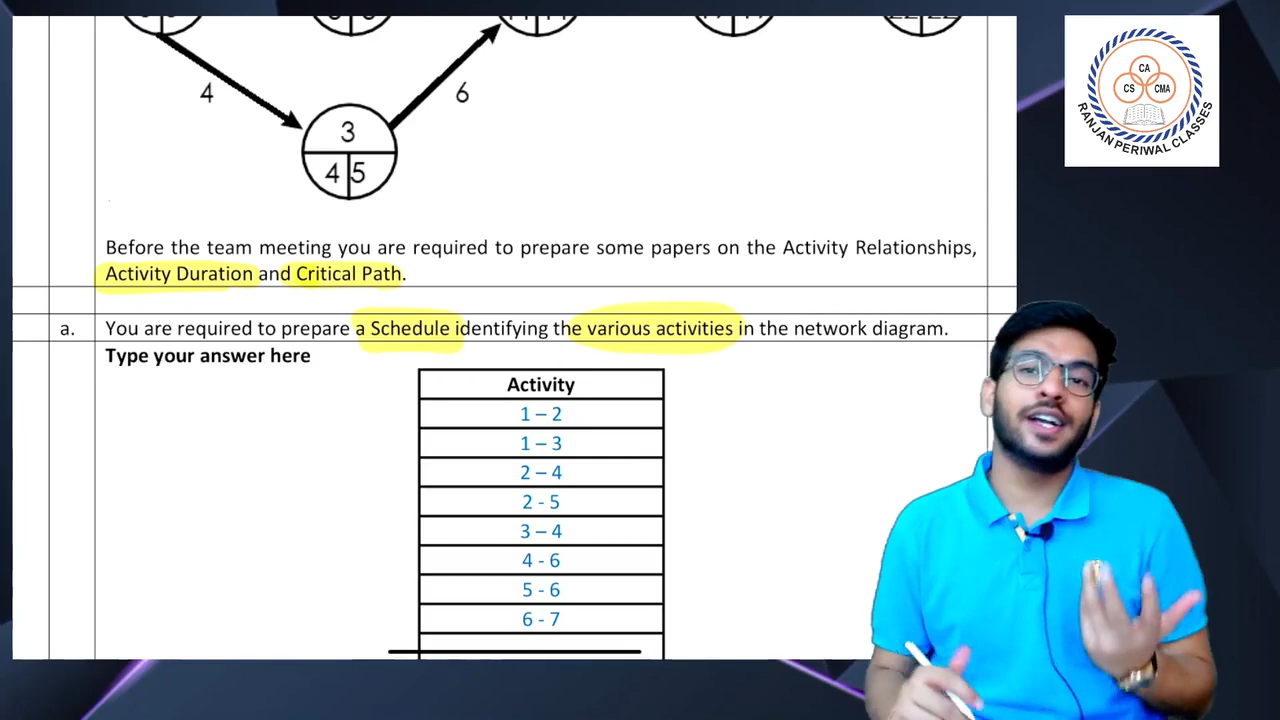 4
6
3
4 5
Before the team meeting you are required to prepare some papers on the Activity Relationships,
Activity Duration and Critical Path.
a. You are required to prepare a Schedule identifying the various activities in the network diagram.
Type your answer here
Activity
1 – 2
1 – 3
2 – 4
2 - 5
3 – 4
4 - 6
5 - 6
6 - 7
CA
CS CMA
RANJAN PERIWAL CLASSES